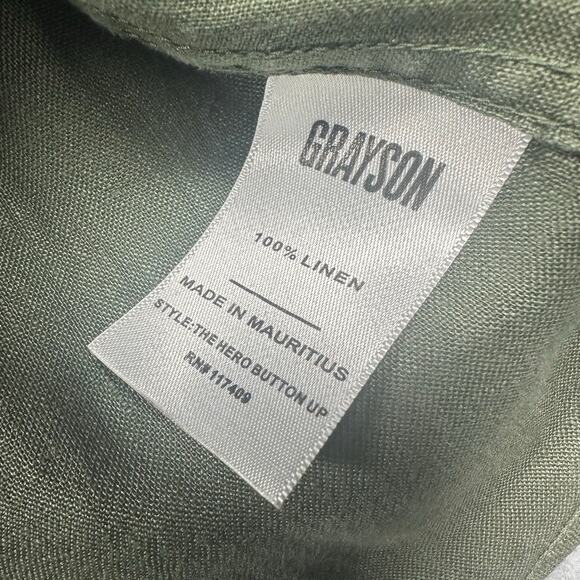 GRAYSON
100% LINEN
MADE IN MAURITIUS
STYLE:THE HERO BUTTON UP
RN# 117409